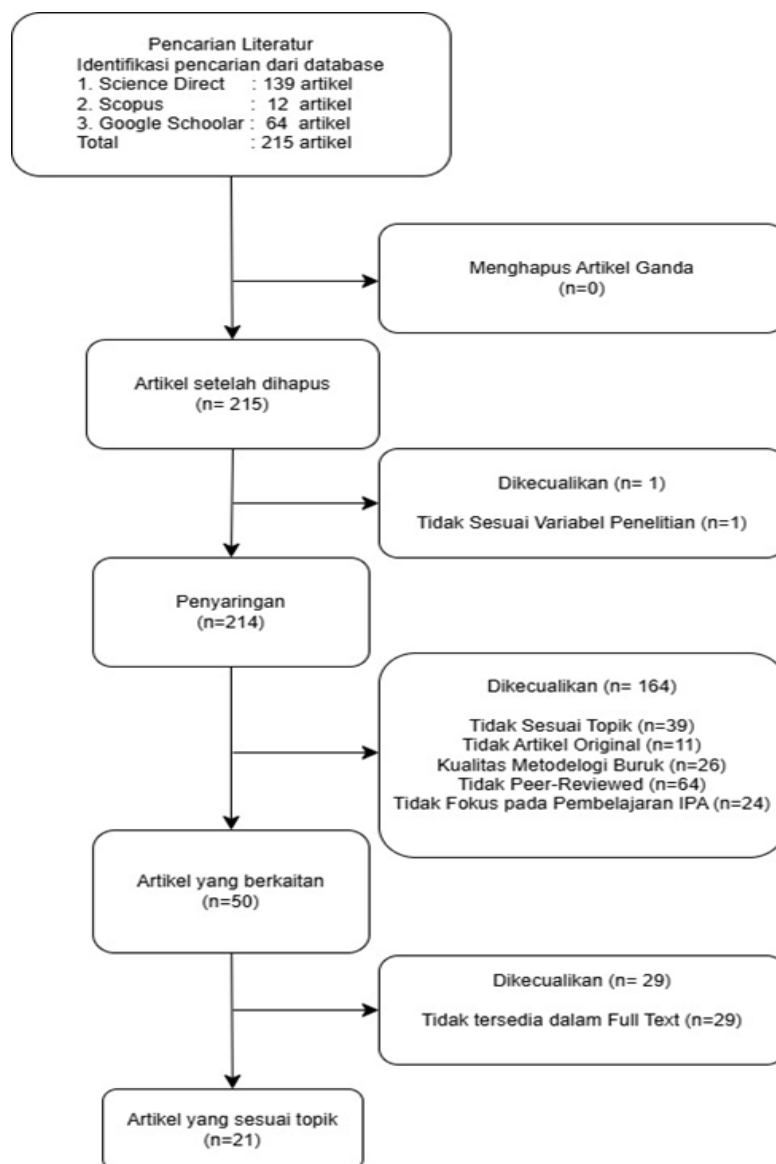 Pencarian Literatur
Identifikasi pencarian dari database
1. Science Direct : 139 artikel
2. Scopus : 12 artikel
3. Google Schoolar : 64 artikel
Total : 215 artikel
Menghapus Artikel Ganda
(n=0)
Artikel setelah dihapus
(n= 215)
Dikecualikan (n= 1)
Tidak Sesuai Variabel Penelitian (n=1)
Penyaringan
(n=214)
Dikecualikan (n= 164)
Tidak Sesuai Topik (n=39)
Tidak Artikel Original (n=11)
Kualitas Metodelogi Buruk (n=26)
Tidak Peer-Reviewed (n=64)
Tidak Fokus pada Pembelajaran IPA (n=24)
Artikel yang berkaitan
(n=50)
Dikecualikan (n= 29)
Tidak tersedia dalam Full Text (n=29)
Artikel yang sesuai topik
(n=21)